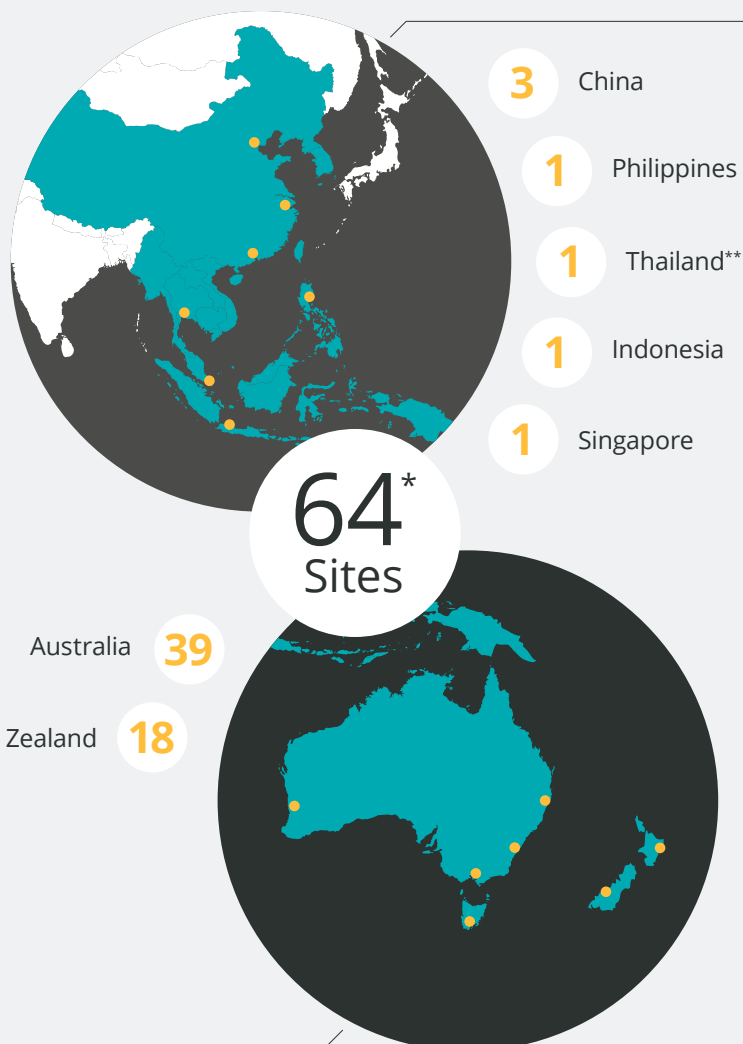 3 China
1 Philippines
1 Thailand**
1 Indonesia
1 Singapore
64*
Sites
Australia 39
Zealand 18